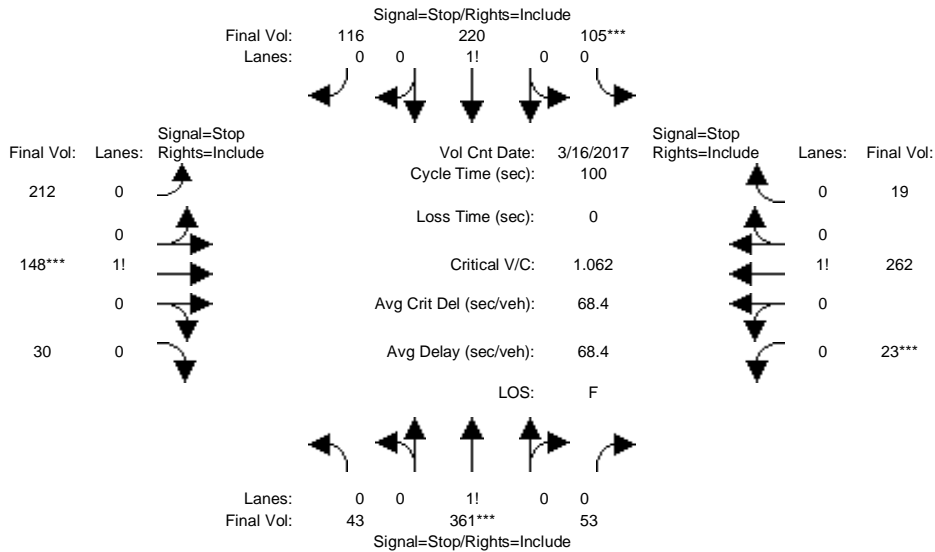 Signal=Stop/Rights=Include
Final Vol: 116 220 105***
Lanes: 0 0 1! 0 0
Signal=Stop Signal=Stop
Final Vol: Lanes: Rights=Include Vol Cnt Date: 3/16/2017 Rights=Include Lanes: Final Vol:
Cycle Time (sec): 100
212 0 0 19
Loss Time (sec): 0
0 0
148*** 1! Critical V/C: 1.062 1! 262
0 Avg Crit Del (sec/veh): 68.4 0
30 0 Avg Delay (sec/veh): 68.4 0 23***
LOS: F
Lanes: 0 0 1! 0 0
Final Vol: 43 361*** 53
Signal=Stop/Rights=Include